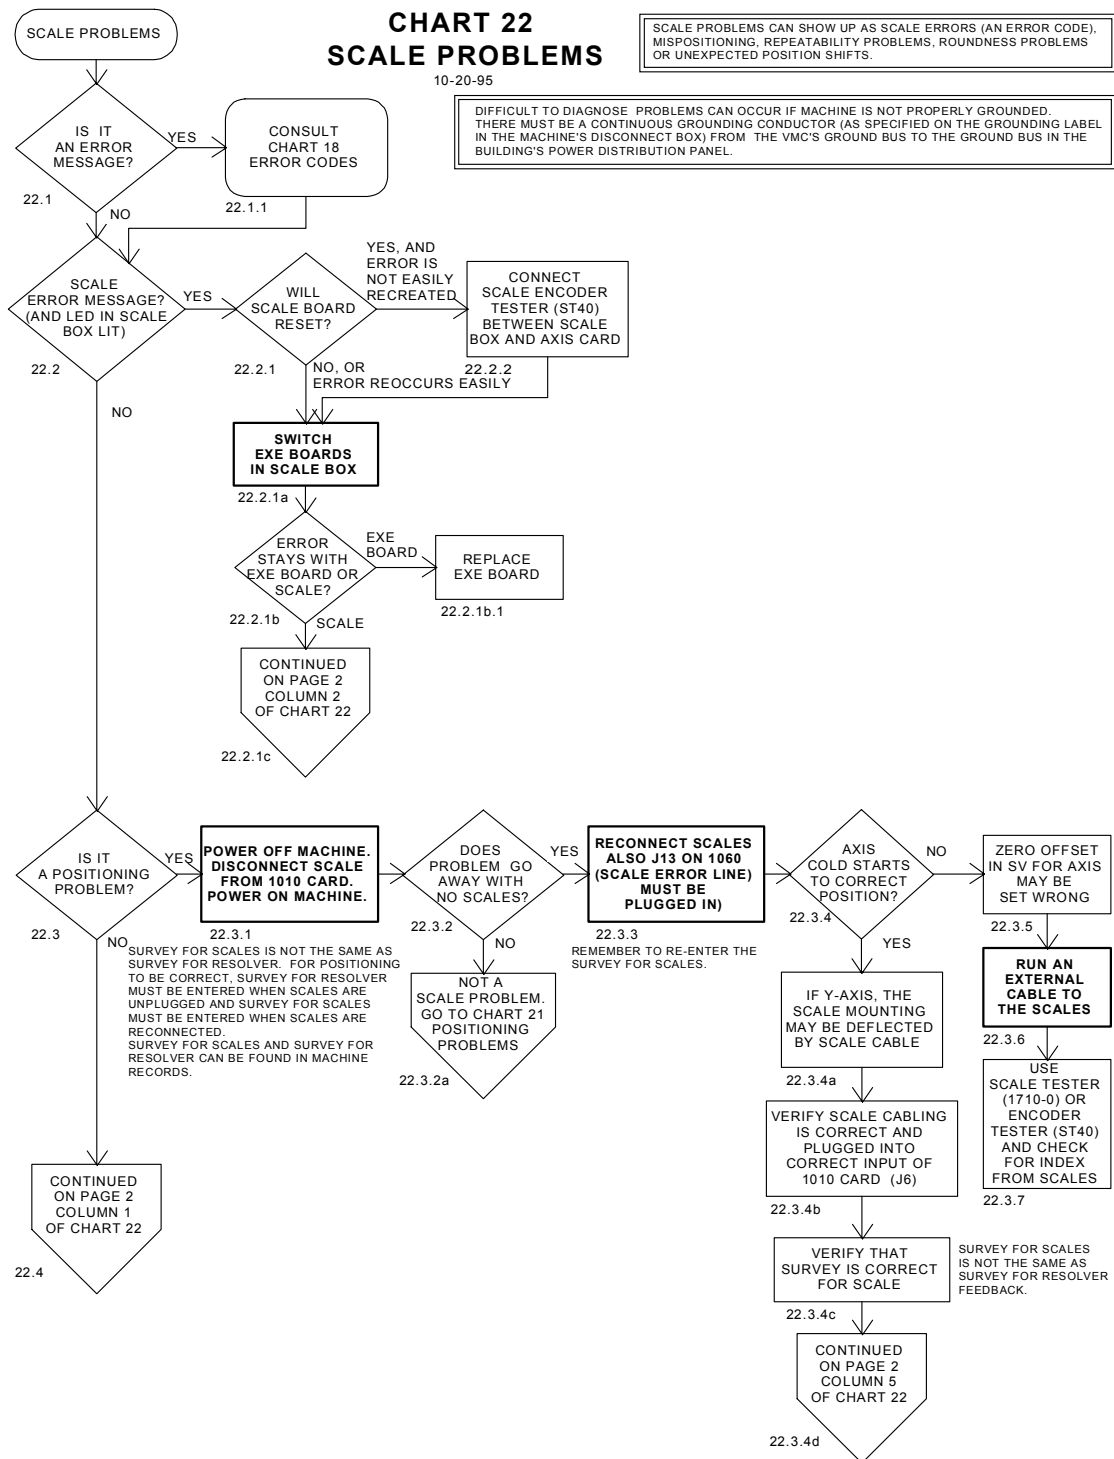 CHART 22
SCALE PROBLEMS
10-20-95
SCALE PROBLEMS
SCALE PROBLEMS CAN SHOW UP AS SCALE ERRORS (AN ERROR CODE),
MISPOSITIONING, REPEATABILITY PROBLEMS, ROUNDNESS PROBLEMS
OR UNEXPECTED POSITION SHIFTS.
DIFFICULT TO DIAGNOSE PROBLEMS CAN OCCUR IF MACHINE IS NOT PROPERLY GROUNDED.
THERE MUST BE A CONTINUOUS GROUNDING CONDUCTOR (AS SPECIFIED ON THE GROUNDING LABEL
IN THE MACHINE'S DISCONNECT BOX) FROM THE VMC'S GROUND BUS TO THE GROUND BUS IN THE
BUILDING'S POWER DISTRIBUTION PANEL.
IS IT
AN ERROR
MESSAGE?
22.1
YES
NO
CONSULT
CHART 18
ERROR CODES
22.1.1
SCALE
ERROR MESSAGE?
(AND LED IN SCALE
BOX LIT)
22.2
YES
NO
WILL
SCALE BOARD
RESET?
22.2.1
YES, AND
ERROR IS
NOT EASILY
RECREATED
NO, OR
ERROR REOCCURS EASILY
CONNECT
SCALE ENCODER
TESTER (ST40)
BETWEEN SCALE
BOX AND AXIS CARD
22.2.2
SWITCH
EXE BOARDS
IN SCALE BOX
22.2.1a
ERROR
STAYS WITH
EXE BOARD OR
SCALE?
22.2.1b
EXE
BOARD
SCALE
REPLACE
EXE BOARD
22.2.1b.1
CONTINUED
ON PAGE 2
COLUMN 2
OF CHART 22
22.2.1c
IS IT
A POSITIONING
PROBLEM?
22.3
YES
NO
POWER OFF MACHINE.
DISCONNECT SCALE
FROM 1010 CARD.
POWER ON MACHINE.
22.3.1
SURVEY FOR SCALES IS NOT THE SAME AS
SURVEY FOR RESOLVER. FOR POSITIONING
TO BE CORRECT, SURVEY FOR RESOLVER
MUST BE ENTERED WHEN SCALES ARE
UNPLUGGED AND SURVEY FOR SCALES
MUST BE ENTERED WHEN SCALES ARE
RECONNECTED.
SURVEY FOR SCALES AND SURVEY FOR
RESOLVER CAN BE FOUND IN MACHINE
RECORDS.
DOES
PROBLEM GO
AWAY WITH
NO SCALES?
22.3.2
YES
NO
NOT A
SCALE PROBLEM.
GO TO CHART 21
POSITIONING
PROBLEMS
22.3.2a
RECONNECT SCALES
ALSO J13 ON 1060
(SCALE ERROR LINE)
MUST BE
PLUGGED IN)
22.3.3
REMEMBER TO RE-ENTER THE
SURVEY FOR SCALES.
AXIS
COLD STARTS
TO CORRECT
POSITION?
22.3.4
NO
YES
ZERO OFFSET
IN SV FOR AXIS
MAY BE
SET WRONG
22.3.5
RUN AN
EXTERNAL
CABLE TO
THE SCALES
22.3.6
USE
SCALE TESTER
(1710-0) OR
ENCODER
TESTER (ST40)
AND CHECK
FOR INDEX
FROM SCALES
22.3.7
IF Y-AXIS, THE
SCALE MOUNTING
MAY BE DEFLECTED
BY SCALE CABLE
22.3.4a
VERIFY SCALE CABLING
IS CORRECT AND
PLUGGED INTO
CORRECT INPUT OF
1010 CARD (J6)
22.3.4b
VERIFY THAT
SURVEY IS CORRECT
FOR SCALE
22.3.4c
SURVEY FOR SCALES
IS NOT THE SAME AS
SURVEY FOR RESOLVER
FEEDBACK.
CONTINUED
ON PAGE 2
COLUMN 5
OF CHART 22
22.3.4d
CONTINUED
ON PAGE 2
COLUMN 1
OF CHART 22
22.4